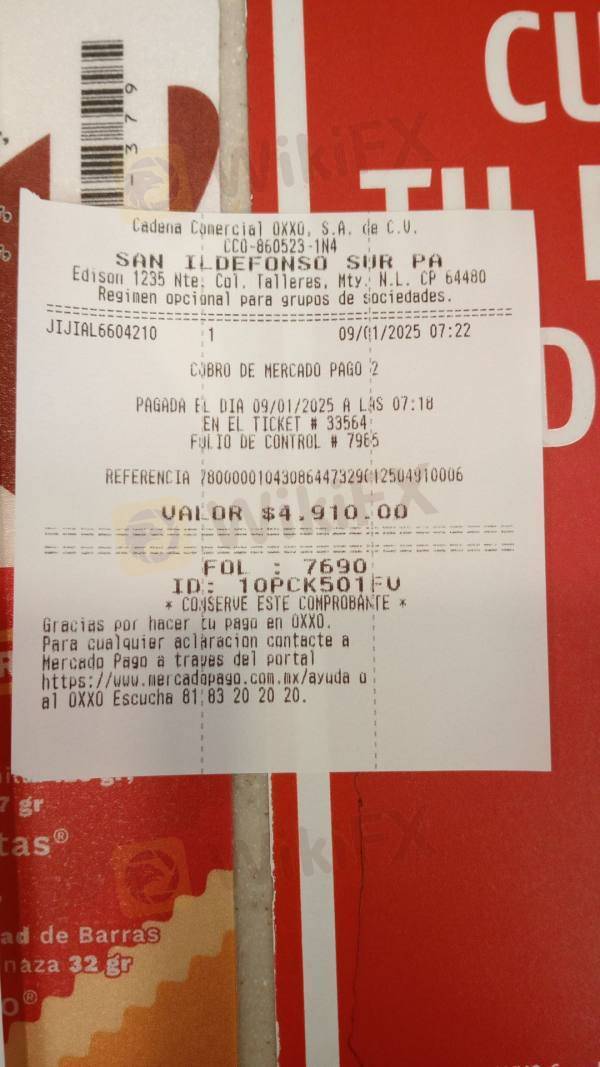 CU
TU
D
3 7 9
WikiFX
Cadena Comercial OXXO, S.A. de C.V.
CCO-860523-1N4
SAN ILDEFONSO SUR PA
Edison 1235 Nte. Col. Talleres, Mty. N.L. CP 64480
Regimen opcional para grupos de sociedades.
JIJIAL6604210 1 09/01/2025 07:22
COBRO DE MERCADO PAGO 2
PAGADA EL DIA 09/01/2025 A LAS 07:18
EN EL TICKET # 33564
FOLIO DE CONTROL # 7965
REFERENCIA
WikiFX
VALOR $4,910.00
FOL : 7690
ID: 10PCK501FV
* CONSERVE ESTE COMPROBANTE *
Gracias por hacer tu pago en OXXO.
Para cualquier aclaracion contacte a
Mercado Pago a traves del portal
https://www.mercadopago.com.mx/ayuda o
al OXXO Escucha 81 83 20 20 20.
7 gr
tas®
WikiFX
ad de Barras
naza 32 gr
o®